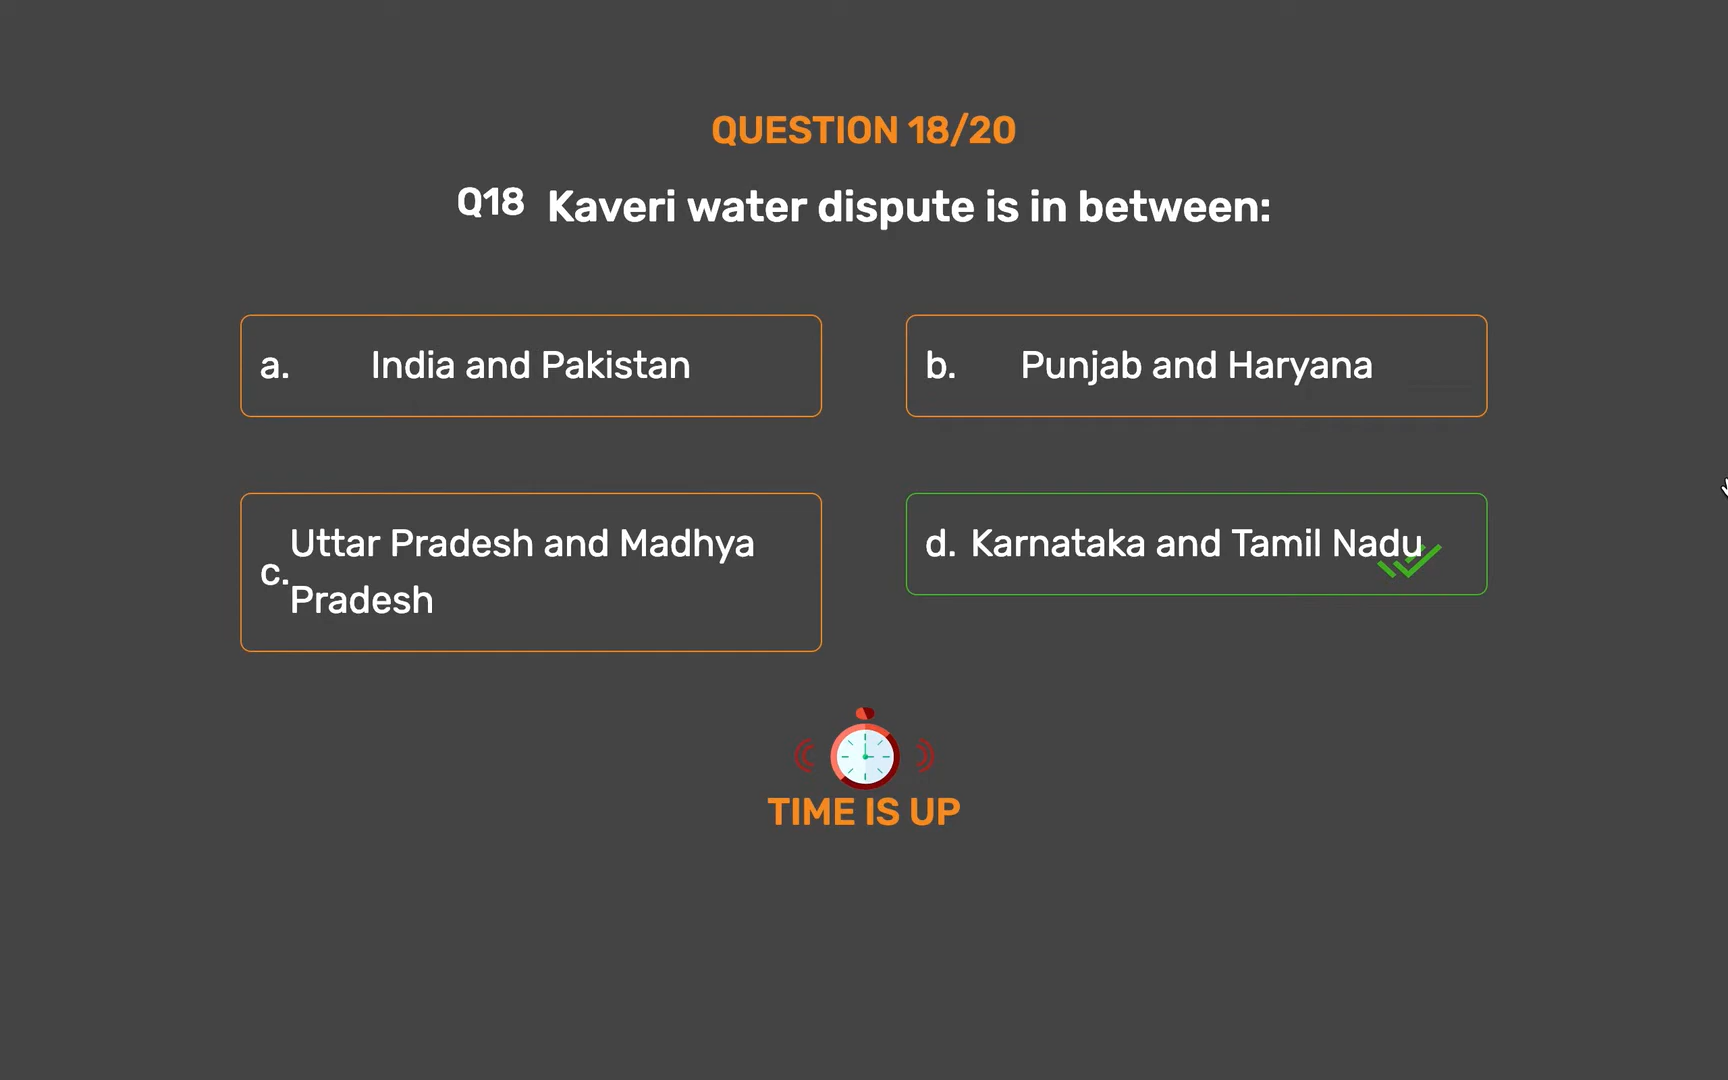 QUESTION 18/20
Q18 Kaveri water dispute is in between:
a. India and Pakistan
b. Punjab and Haryana
c. Uttar Pradesh and Madhya
Pradesh
d. Karnataka and Tamil Nadu
TIME IS UP